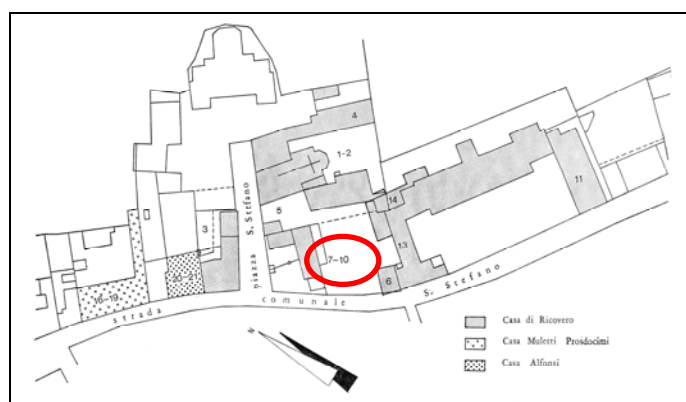 4
1-2
piazza S. Stefano
5
3
14
11
7-10
13
20-21
6
16-19
strada comunale S. Stefano
N
Casa di Ricovero
Casa Muletti Prosdocimi
Casa Alfonsi